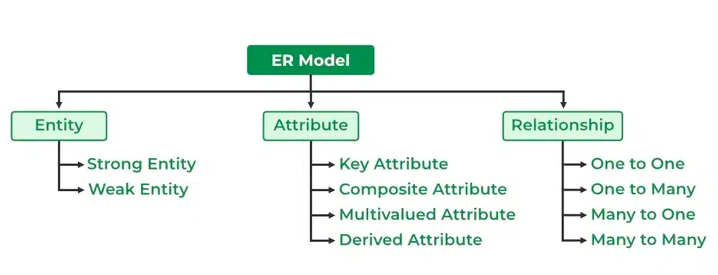 ER Model
Entity
Attribute
Relationship
Strong Entity
Weak Entity
Key Attribute
Composite Attribute
Multivalued Attribute
Derived Attribute
One to One
One to Many
Many to One
Many to Many